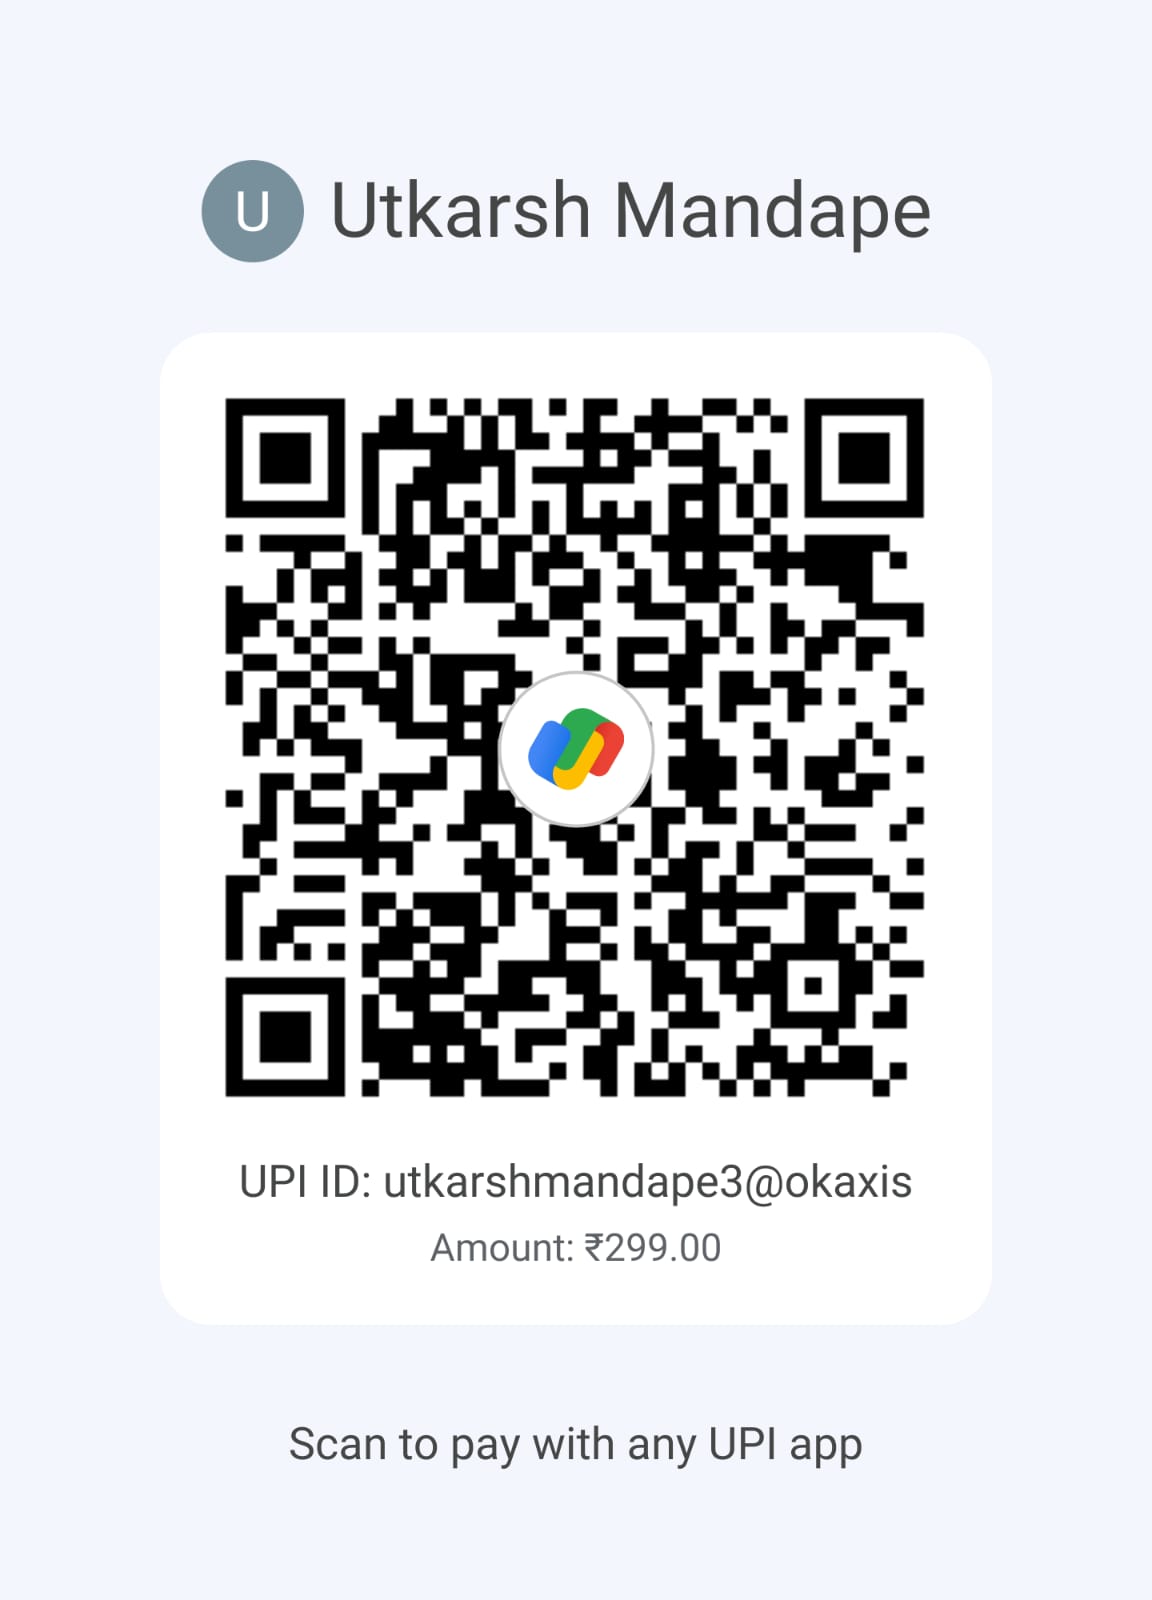 U
Utkarsh Mandape
UPI ID: utkarshmandape3@okaxis
Amount: ₹299.00
Scan to pay with any UPI app